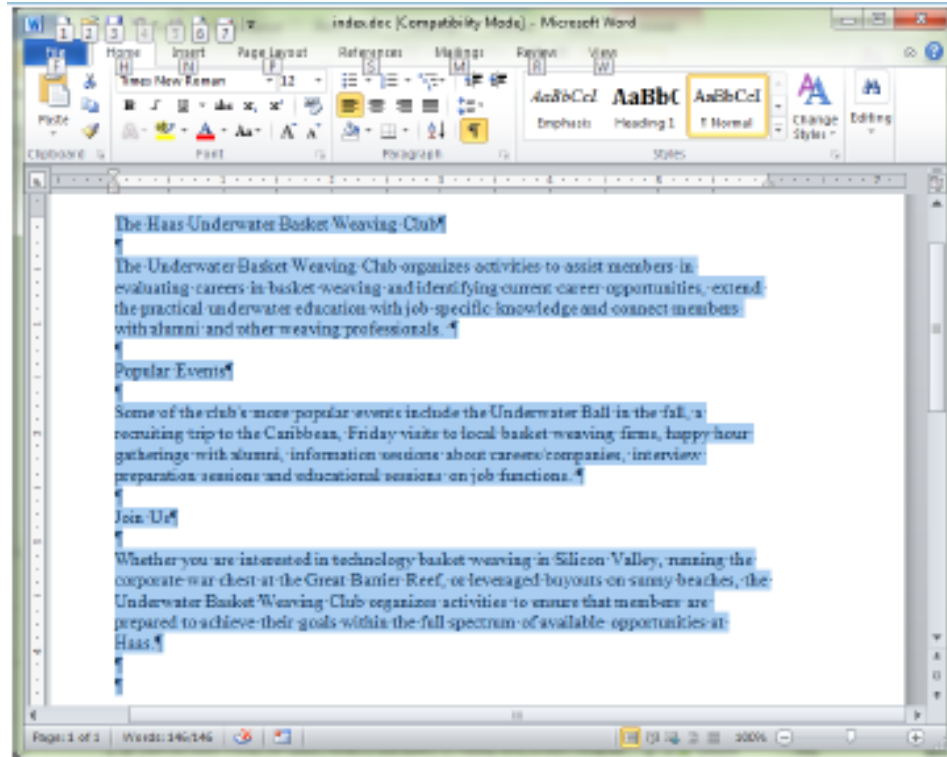 index.doc [Compatibility Mode] - Microsoft Word
1 2 3 4 5 6 7
File Home Insert Page Layout References Mailings Review View
F H N P S M R W
Times New Roman 12
Paste
AaBbCcI AaBbC AaBbCcI
Emphasis Heading 1 ¶ Normal
Change Styles
Editing
Clipboard Font Paragraph Styles
The Haas Underwater Basket Weaving Club¶
¶
The Underwater Basket Weaving Club organizes activities to assist members in
evaluating careers in basket weaving and identifying current career opportunities, extend
the practical underwater education with job-specific knowledge and connect members
with alumni and other weaving professionals. ¶
¶
Popular Events¶
¶
Some of the club's more popular events include the Underwater Ball in the fall, a
recruiting trip to the Caribbean, Friday visits to local basket weaving firms, happy hour
gatherings with alumni, information sessions about careers/companies, interview
preparation sessions and educational sessions on job functions. ¶
¶
Join Us¶
¶
Whether you are interested in technology basket weaving in Silicon Valley, running the
corporate war chest at the Great Barrier Reef, or leveraged buyouts on sunny beaches, the
Underwater Basket Weaving Club organizes activities to ensure that members are
prepared to achieve their goals within the full spectrum of available opportunities at
Haas.¶
¶
¶
Page: 1 of 1 Words: 146/146 100%